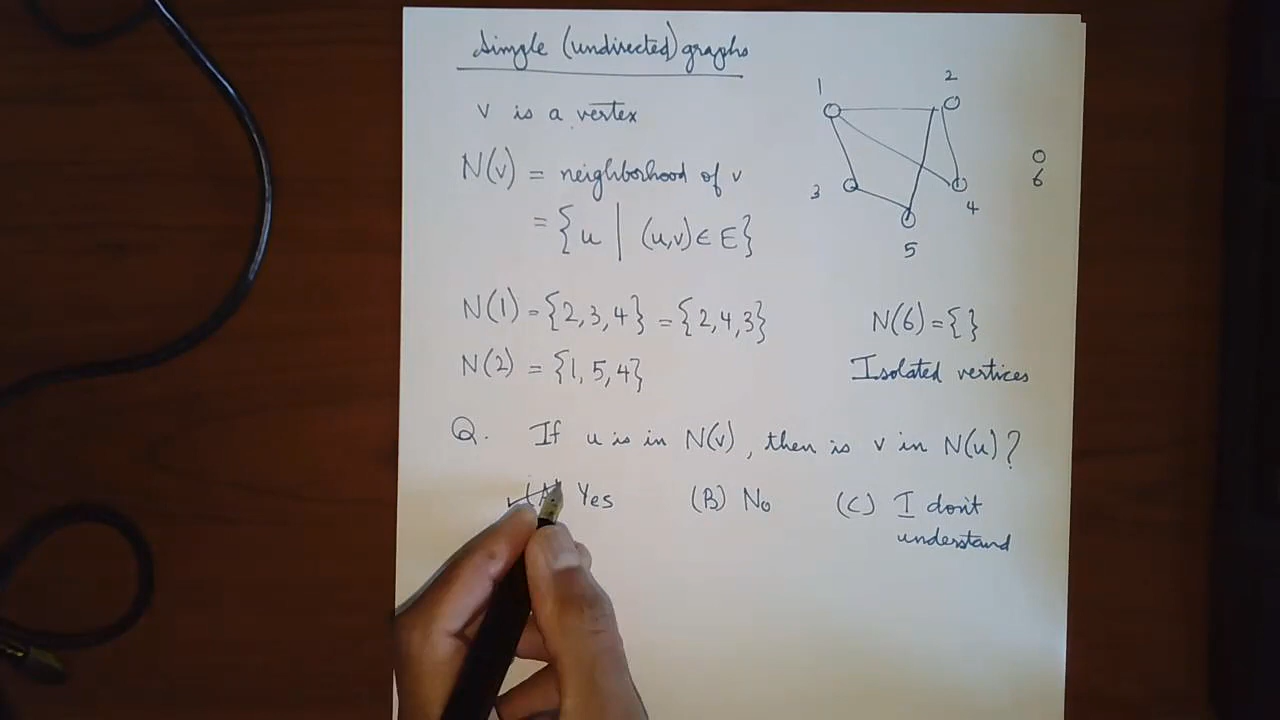 Simple (undirected) graphs
v is a vertex
N(v) = neighborhood of v
= {u | (u,v) ∈ E}
1
2
3
4
5
6
N(1) = {2,3,4} = {2,4,3}
N(2) = {1,5,4}
N(6) = { }
Isolated vertices
Q. If u is in N(v), then is v in N(u)?
✓(A) Yes (B) No (C) I don't
understand